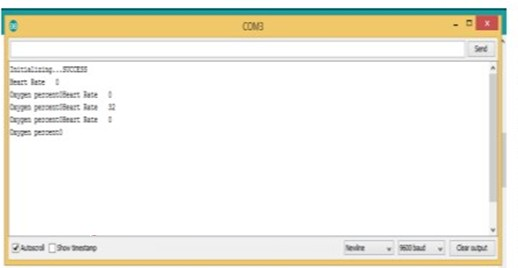 COM3
Send
Initializing...SUCCESS
Heart Rate 0
Oxygen percent0Heart Rate 0
Oxygen percent0Heart Rate 32
Oxygen percent0Heart Rate 0
Oxygen percent0
Autoscroll Show timestamp Newline 9600 baud Clear output